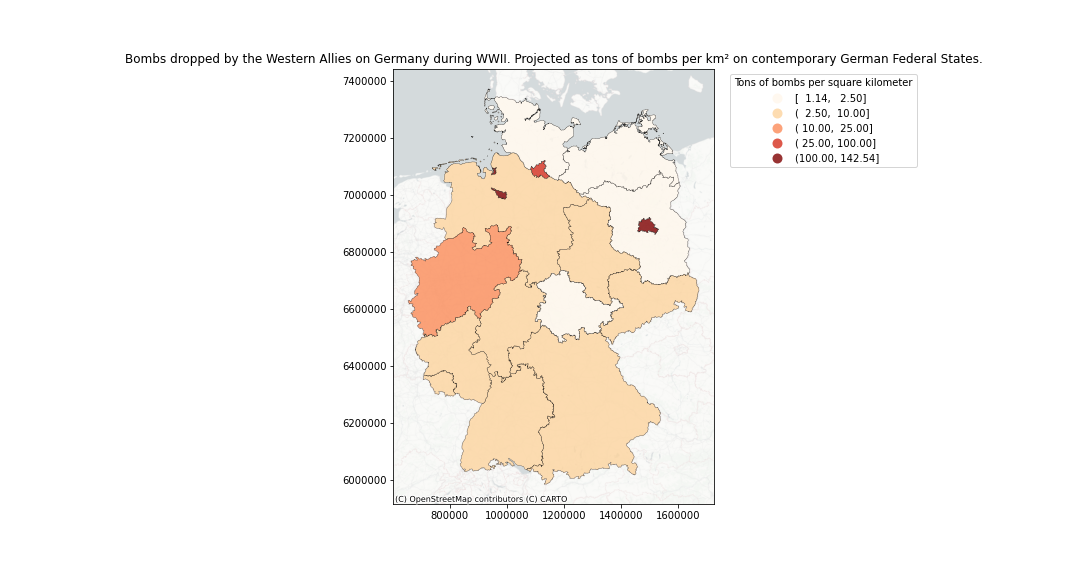 Bombs dropped by the Western Allies on Germany during WWII. Projected as tons of bombs per km² on contemporary German Federal States.
Tons of bombs per square kilometer
[  1.14,   2.50]
(  2.50,  10.00]
( 10.00,  25.00]
( 25.00, 100.00]
(100.00, 142.54]
7400000
7200000
7000000
6800000
6600000
6400000
6200000
6000000
(C) OpenStreetMap contributors (C) CARTO
800000 1000000 1200000 1400000 1600000